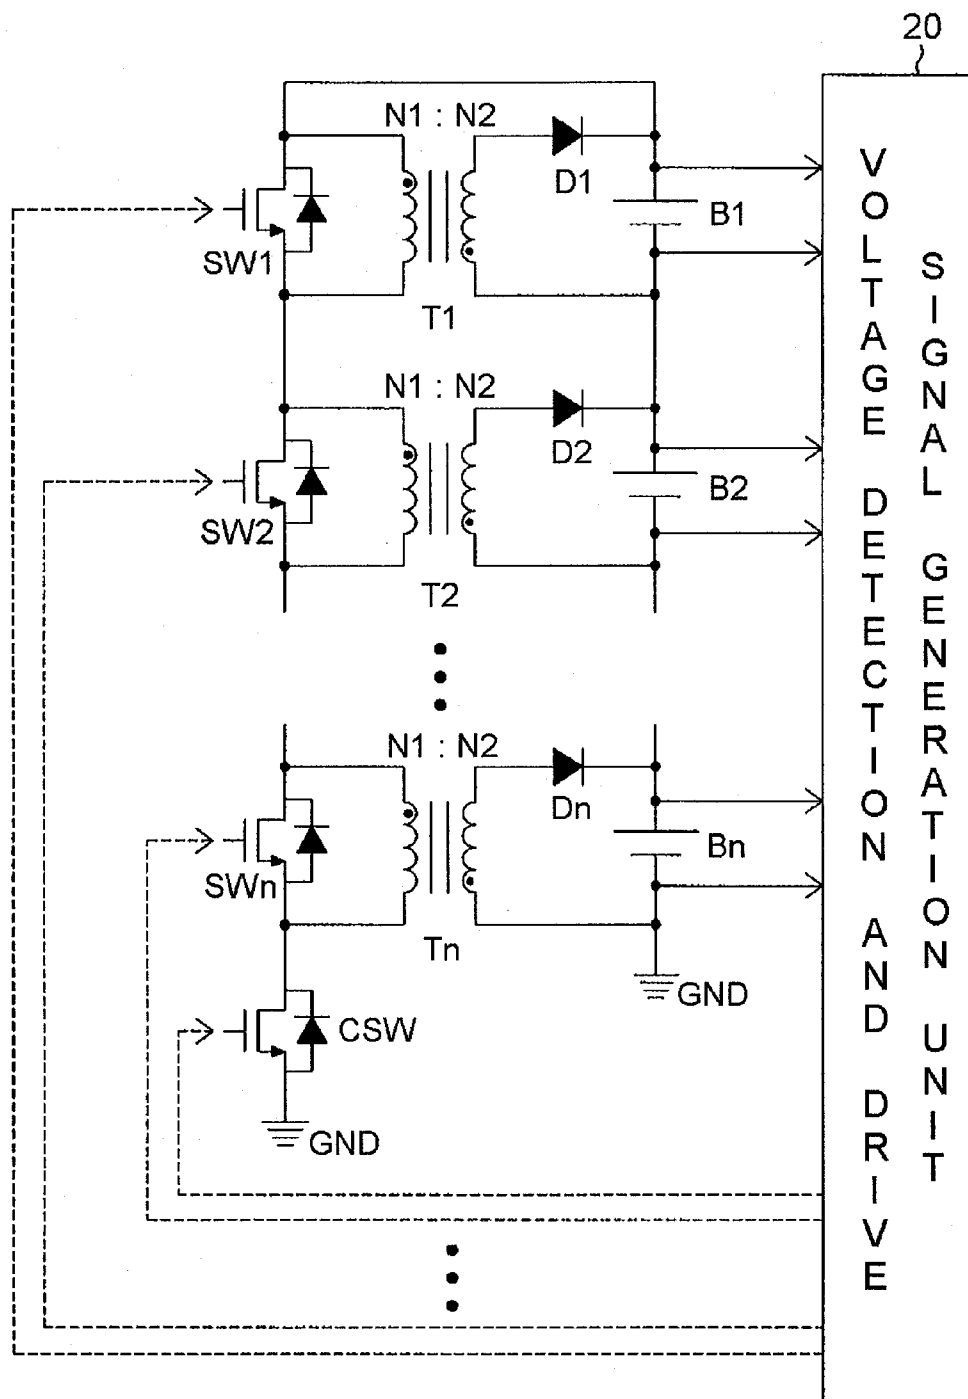 20
N1 : N2
D1
B1
SW1
T1
N1 : N2
D2
B2
SW2
T2
N1 : N2
Dn
Bn
SWn
Tn
GND
CSW
GND
VOLTAGE DETECTION AND DRIVE
SIGNAL GENERATION UNIT